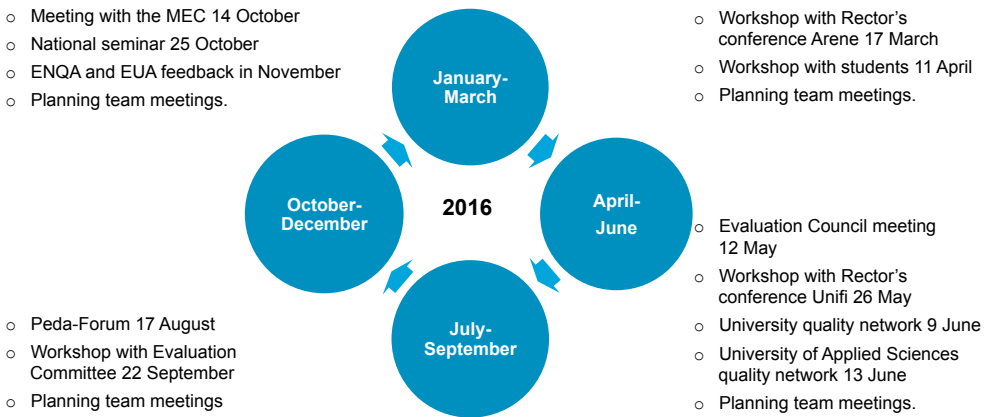 o Meeting with the MEC 14 October
o National seminar 25 October
o ENQA and EUA feedback in November
o Planning team meetings.
January-
March
o Workshop with Rector's
conference Arene 17 March
o Workshop with students 11 April
o Planning team meetings.
October-
December
2016
April-
June
o Evaluation Council meeting
12 May
o Workshop with Rector's
conference Unifi 26 May
o University quality network 9 June
o University of Applied Sciences
quality network 13 June
o Planning team meetings.
July-
September
o Peda-Forum 17 August
o Workshop with Evaluation
Committee 22 September
o Planning team meetings